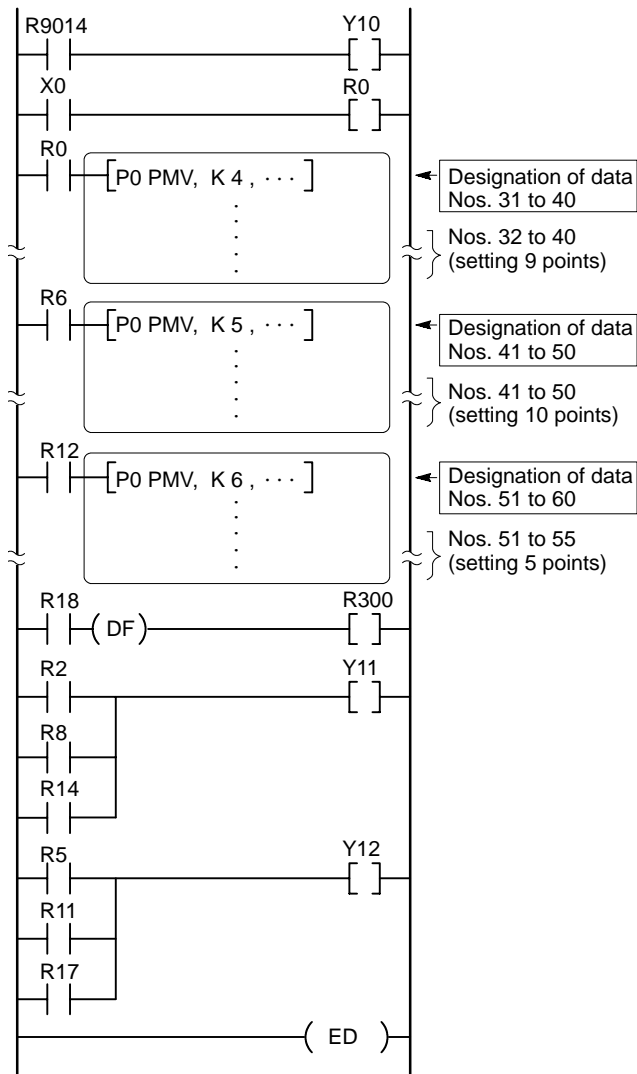 R9014 Y10
X0 R0
R0
P0 PMV, K 4 , ···
Designation of data
Nos. 31 to 40
Nos. 32 to 40
(setting 9 points)
R6
P0 PMV, K 5 , ···
Designation of data
Nos. 41 to 50
Nos. 41 to 50
(setting 10 points)
R12
P0 PMV, K 6 , ···
Designation of data
Nos. 51 to 60
Nos. 51 to 55
(setting 5 points)
R18 R300
( DF )
R2 Y11
R8
R14
R5 Y12
R11
R17
( ED )